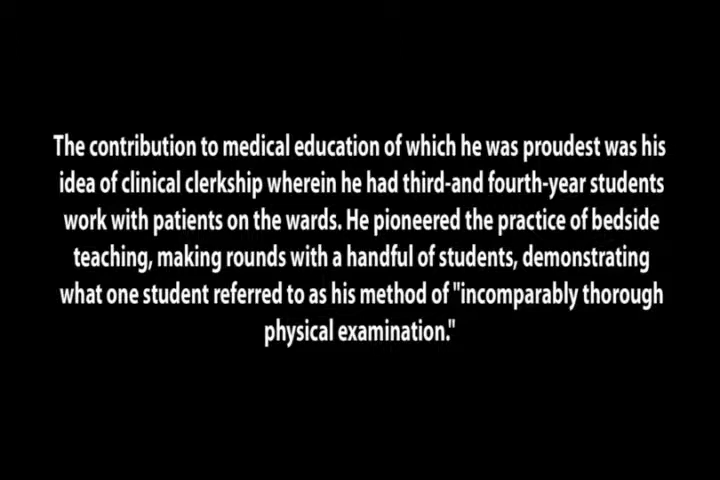 The contribution to medical education of which he was proudest was his
idea of clinical clerkship wherein he had third-and fourth-year students
work with patients on the wards. He pioneered the practice of bedside
teaching, making rounds with a handful of students, demonstrating
what one student referred to as his method of "incomparably thorough
physical examination."